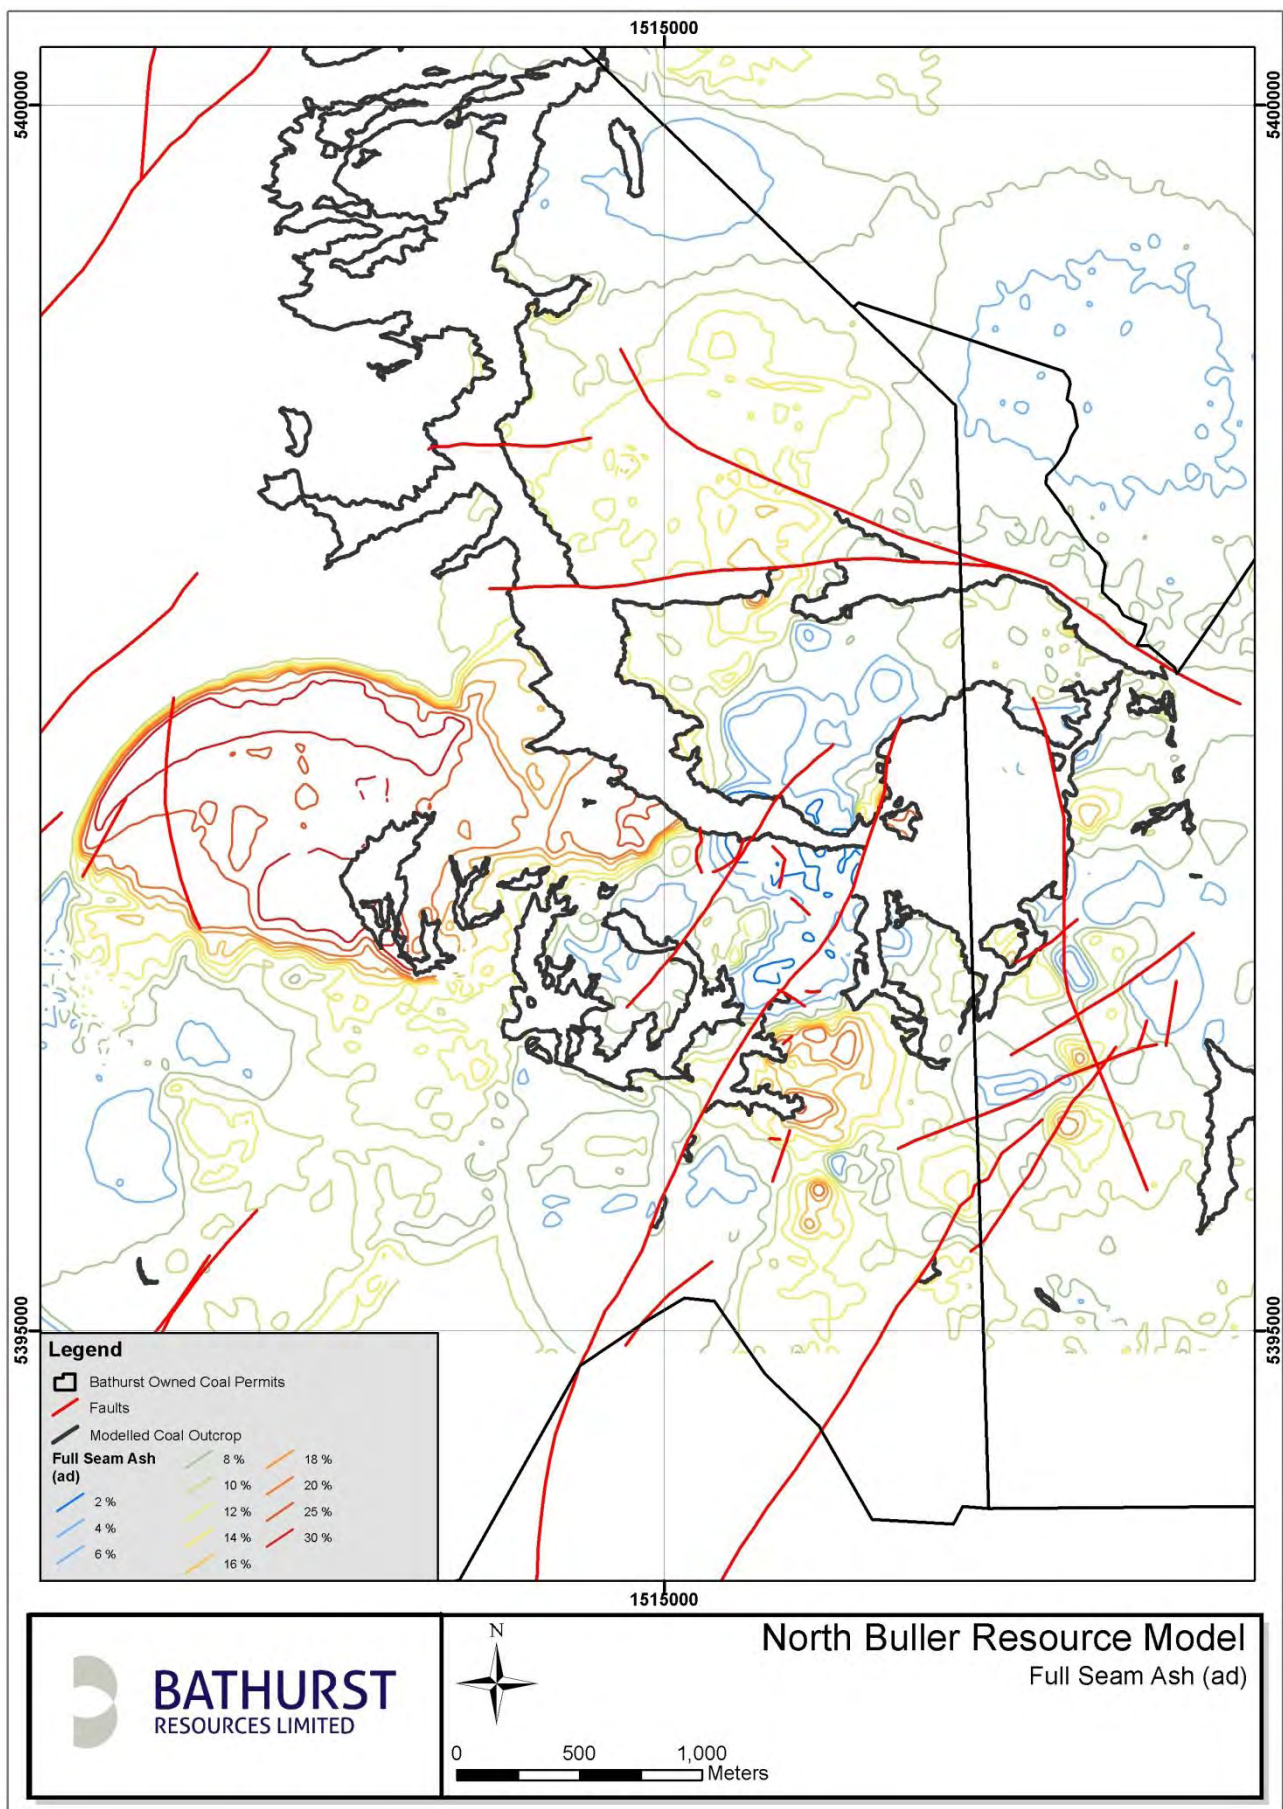 1515000
5400000
5400000
5395000
5395000
Legend
Bathurst Owned Coal Permits
Faults
Modelled Coal Outcrop
Full Seam Ash
(ad)
2 %
4 %
6 %
8 %
10 %
12 %
14 %
16 %
18 %
20 %
25 %
30 %
1515000
BATHURST
RESOURCES LIMITED
N
0 500 1,000
Meters
North Buller Resource Model
Full Seam Ash (ad)